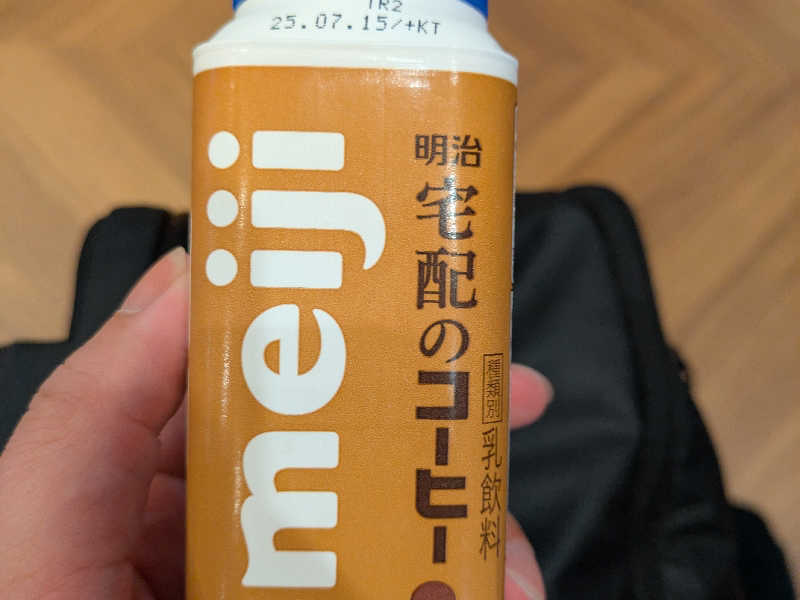 TR2
25.07.15/+KT
meiji
明治
宅配のコーヒー
種類別 乳飲料